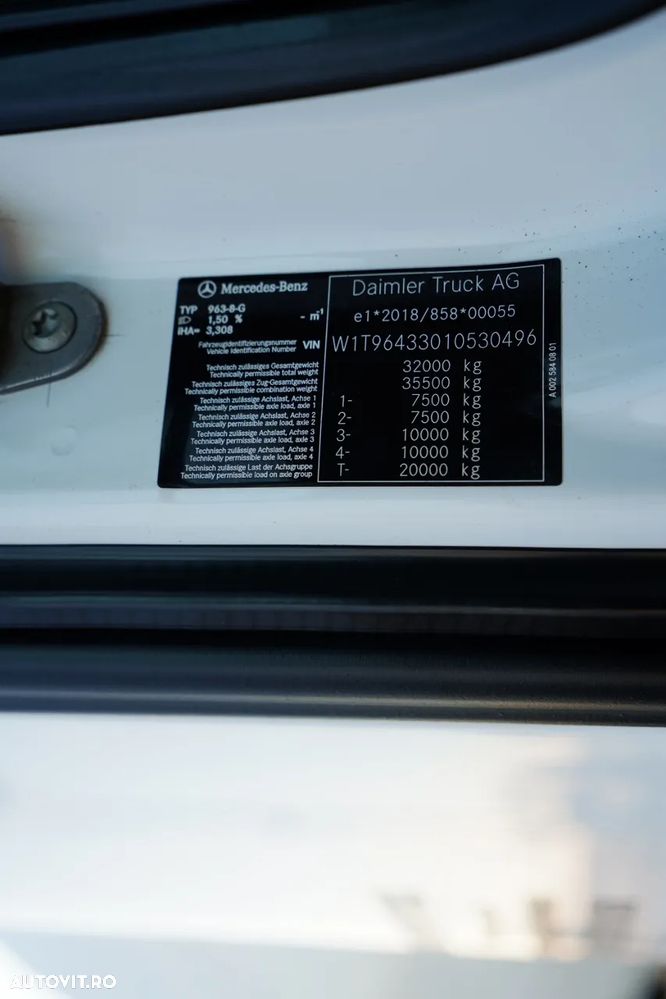 Mercedes-Benz
TYP 963-8-G
1,50 % - m¹
IHA= 3,308
Fahrzeugidentifizierungsnummer
Vehicle Identification Number VIN
Technisch zulässiges Gesamtgewicht
Technically permissible total weight
Technisch zulässiges Zug-Gesamtgewicht
Technically permissible combination weight
Technisch zulässige Achslast, Achse 1
Technically permissible axle load, axle 1
Technisch zulässige Achslast, Achse 2
Technically permissible axle load, axle 2
Technisch zulässige Achslast, Achse 3
Technically permissible axle load, axle 3
Technisch zulässige Achslast, Achse 4
Technically permissible axle load, axle 4
Technisch zulässige Last der Achsgruppe
Technically permissible load on axle group
Daimler Truck AG
e1*2018/858*00055
W1T96433010530496
32000 kg
35500 kg
1- 7500 kg
2- 7500 kg
3- 10000 kg
4- 10000 kg
T- 20000 kg
A 002 584 08 01
AUTOVIT.RO